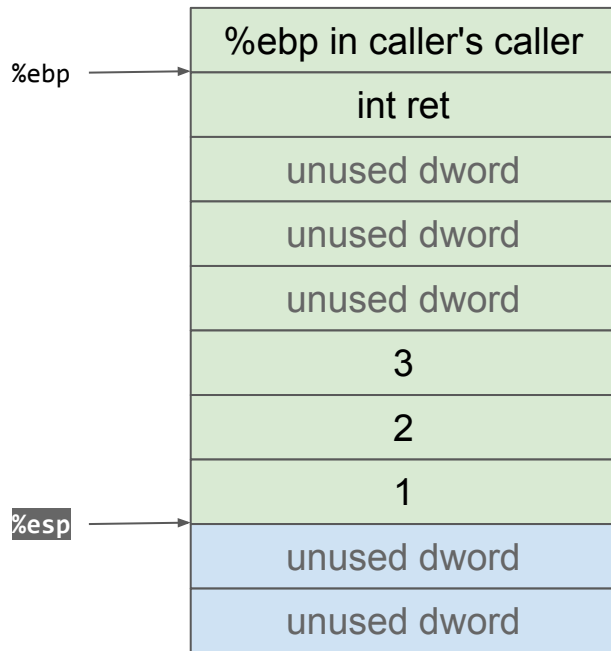 %ebp in caller's caller
%ebp
int ret
unused dword
unused dword
unused dword
3
2
1
%esp
unused dword
unused dword